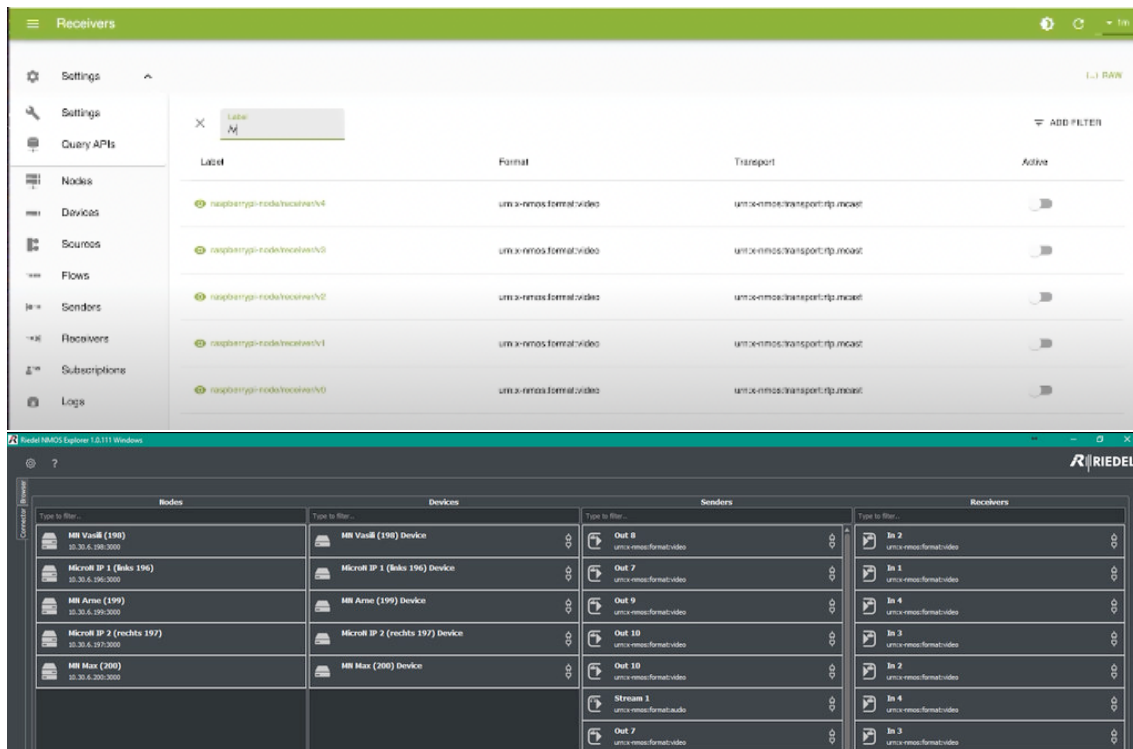 Receivers
1m
Settings
RAW
Settings
Label
/v
ADD FILTER
Query APIs
Label Format Transport Active
Nodes
raspberrypi-node/receiver/v4 urn:x-nmos:format:video urn:x-nmos:transport:rtp.mcast
Devices
Sources
raspberrypi-node/receiver/v3 urn:x-nmos:format:video urn:x-nmos:transport:rtp.mcast
Flows
raspberrypi-node/receiver/v2 urn:x-nmos:format:video urn:x-nmos:transport:rtp.mcast
Senders
Receivers
raspberrypi-node/receiver/v1 urn:x-nmos:format:video urn:x-nmos:transport:rtp.mcast
Subscriptions
raspberrypi-node/receiver/v0 urn:x-nmos:format:video urn:x-nmos:transport:rtp.mcast
Logs
Riedel NMOS Explorer 1.0.111 Windows
?
RIEDEL
Browser
Connector
Nodes Devices Senders Receivers
Type to filter... Type to filter... Type to filter... Type to filter...
MN Vasili (198) MN Vasili (198) Device Out 8 In 2
10.30.6.198:3000 urn:x-nmos:format:video urn:x-nmos:format:video
MicroN IP 1 (links 196) MicroN IP 1 (links 196) Device Out 7 In 1
10.30.6.196:3000 urn:x-nmos:format:video urn:x-nmos:format:video
MN Arne (199) MN Arne (199) Device Out 9 In 4
10.30.6.199:3000 urn:x-nmos:format:video urn:x-nmos:format:video
MicroN IP 2 (rechts 197) MicroN IP 2 (rechts 197) Device Out 10 In 3
10.30.6.197:3000 urn:x-nmos:format:video urn:x-nmos:format:video
MN Max (200) MN Max (200) Device Out 10 In 2
10.30.6.200:3000 urn:x-nmos:format:video urn:x-nmos:format:video
Stream 1 In 4
urn:x-nmos:format:audio urn:x-nmos:format:video
Out 7 In 3
urn:x-nmos:format:video urn:x-nmos:format:video